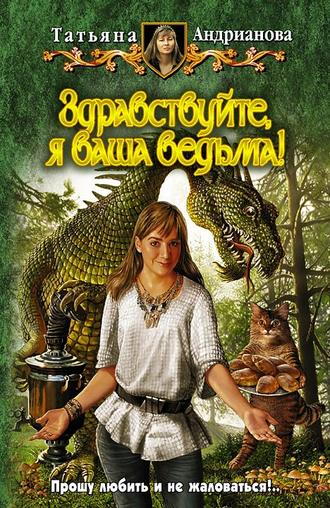 Татьяна Андрианова
Здравствуйте,
я ваша ведьма!
Прошу любить и не жаловаться!..